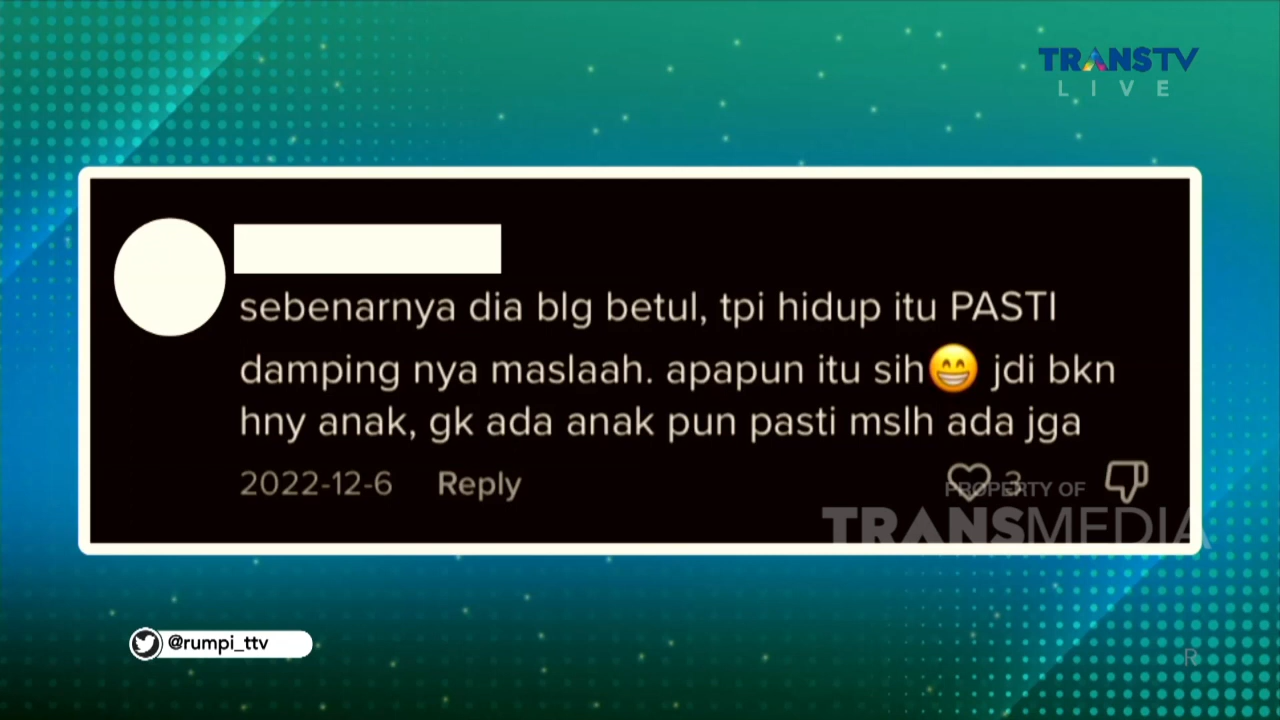 TRANSTV
LIVE
sebenarnya dia blg betul, tpi hidup itu PASTI
damping nya maslaah. apapun itu sih😁 jdi bkn
hny anak, gk ada anak pun pasti mslh ada jga
2022-12-6 Reply 3
PROPERTY OF
TRANSMEDIA
@rumpi_ttv
R